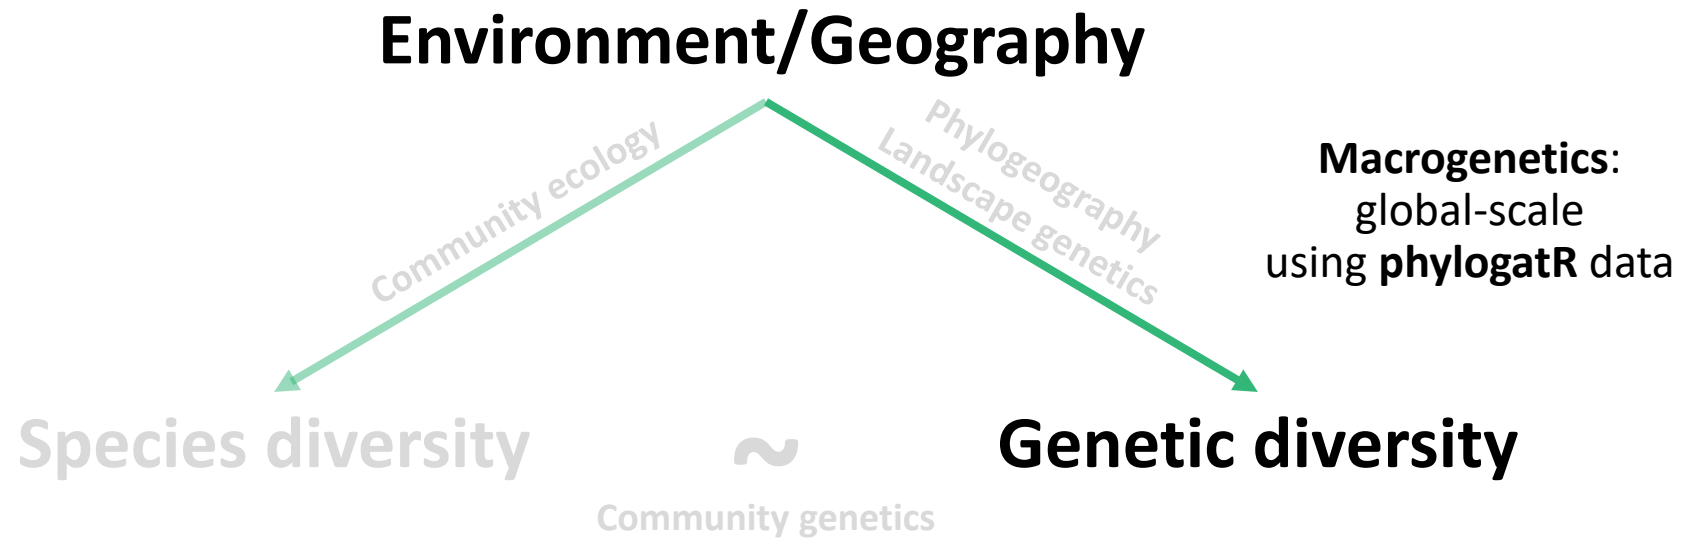 Environment/Geography
Community ecology
Phylogeography
Landscape genetics
Macrogenetics:
global-scale
using phylogatR data
Species diversity
~
Genetic diversity
Community genetics